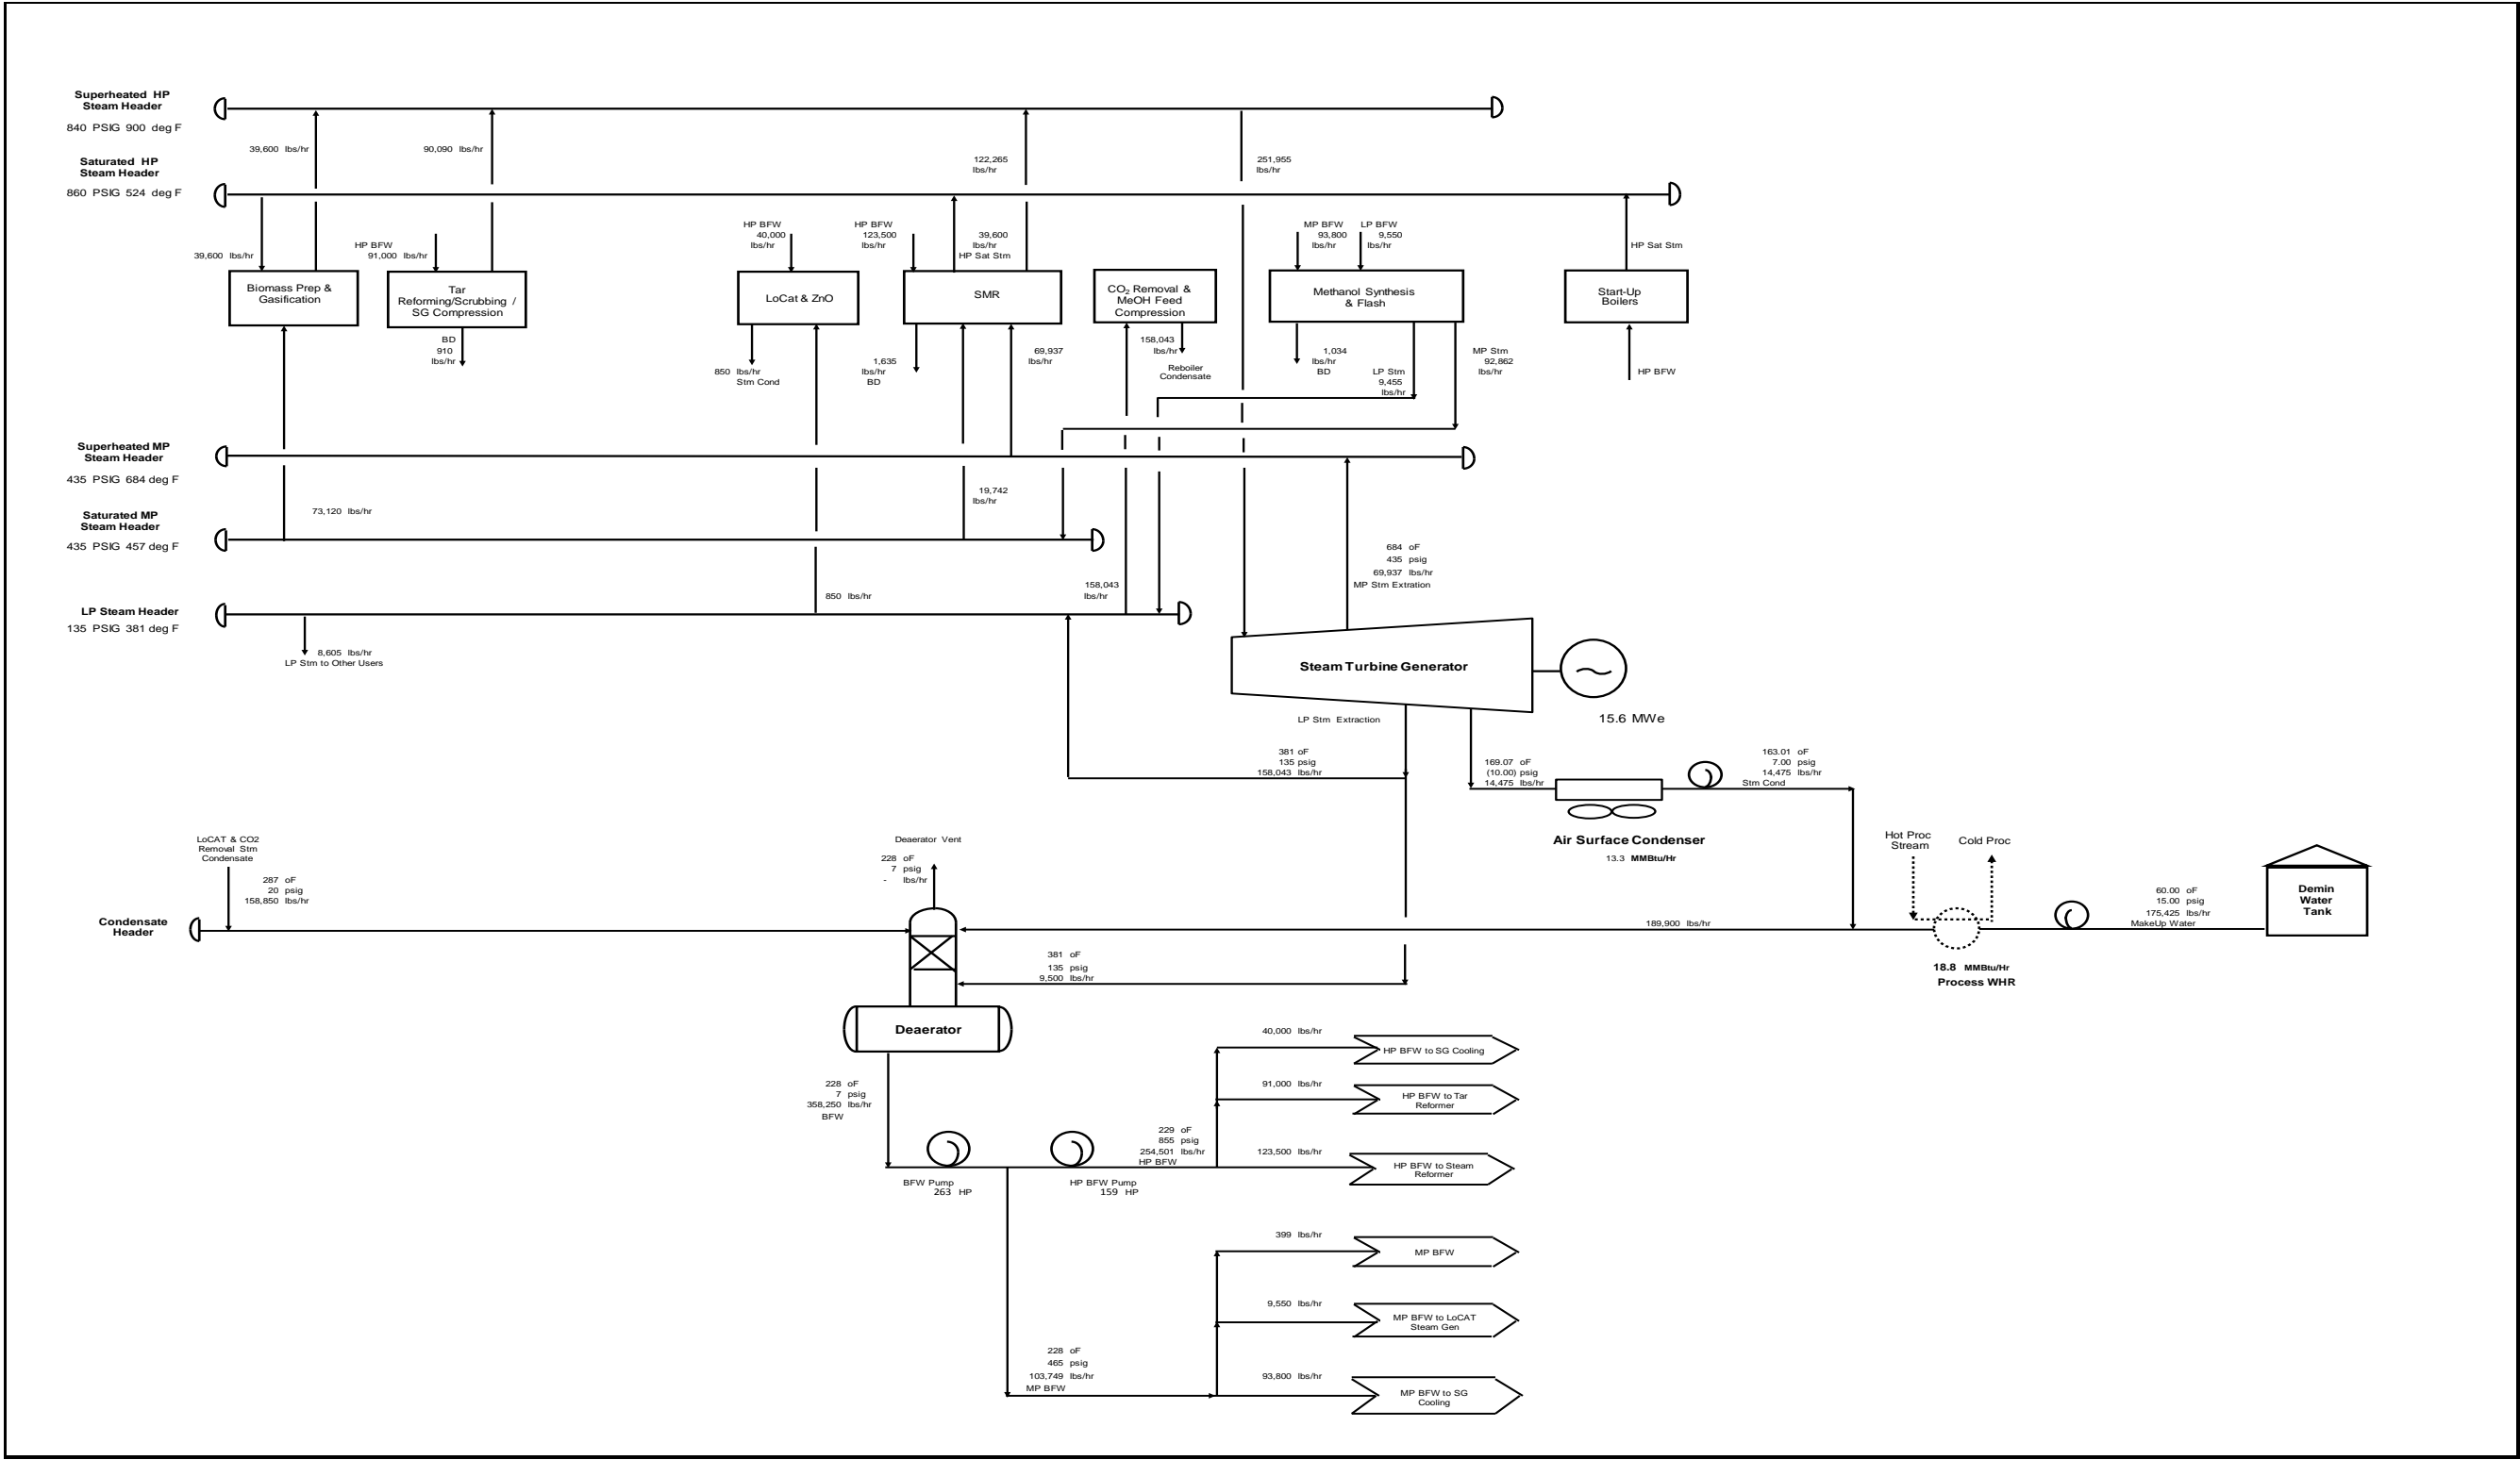 Superheated HP
Steam Header
840 PSIG 900 deg F
39,600 lbs/hr
90,090 lbs/hr
122,265
lbs/hr
251,955
lbs/hr
Saturated HP
Steam Header
860 PSIG 524 deg F
39,600 lbs/hr
HP BFW
91,000 lbs/hr
HP BFW
40,000
lbs/hr
HP BFW
123,500
lbs/hr
39,600
lbs/hr
HP Sat Stm
MP BFW
93,800
lbs/hr
LP BFW
9,550
lbs/hr
HP Sat Stm
Biomass Prep &
Gasification
Tar
Reforming/Scrubbing /
SG Compression
LoCat & ZnO
SMR
CO2 Removal &
MeOH Feed
Compression
Methanol Synthesis
& Flash
Start-Up
Boilers
BD
910
lbs/hr
850 lbs/hr
Stm Cond
1,635
lbs/hr
BD
69,937
lbs/hr
158,043
lbs/hr
Reboiler
Condensate
1,034
lbs/hr
BD
LP Stm
9,455
lbs/hr
MP Stm
92,862
lbs/hr
HP BFW
Superheated MP
Steam Header
435 PSIG 684 deg F
73,120 lbs/hr
19,742
lbs/hr
Saturated MP
Steam Header
435 PSIG 457 deg F
684 oF
435 psig
69,937 lbs/hr
MP Stm Extration
850 lbs/hr
158,043
lbs/hr
LP Steam Header
135 PSIG 381 deg F
8,605 lbs/hr
LP Stm to Other Users
Steam Turbine Generator
15.6 MWe
LP Stm Extraction
381 oF
135 psig
158,043 lbs/hr
169.07 oF
(10.00) psig
14,475 lbs/hr
163.01 oF
7.00 psig
14,475 lbs/hr
Stm Cond
Air Surface Condenser
13.3 MMBtu/Hr
LoCAT & CO2
Removal Stm
Condensate
287 oF
20 psig
158,850 lbs/hr
Condensate
Header
Deaerator Vent
228 oF
7 psig
- lbs/hr
Hot Proc
Stream
Cold Proc
189,900 lbs/hr
60.00 oF
15.00 psig
175,425 lbs/hr
MakeUp Water
Demin
Water
Tank
18.8 MMBtu/Hr
Process WHR
381 oF
135 psig
9,500 lbs/hr
Deaerator
228 oF
7 psig
358,250 lbs/hr
BFW
40,000 lbs/hr
HP BFW to SG Cooling
91,000 lbs/hr
HP BFW to Tar
Reformer
229 oF
855 psig
254,501 lbs/hr
HP BFW
123,500 lbs/hr
HP BFW to Steam
Reformer
BFW Pump
263 HP
HP BFW Pump
159 HP
399 lbs/hr
MP BFW
9,550 lbs/hr
MP BFW to LoCAT
Steam Gen
228 oF
465 psig
103,749 lbs/hr
MP BFW
93,800 lbs/hr
MP BFW to SG
Cooling